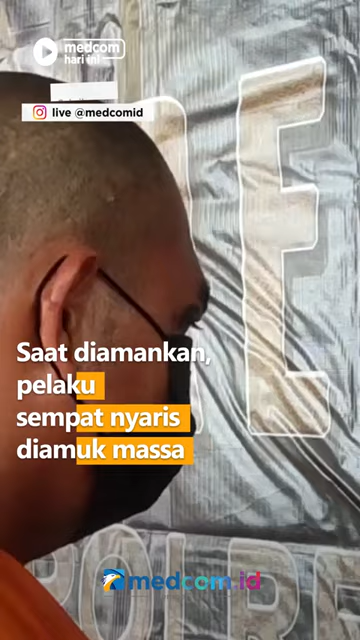 medcom
hari ini
live @medcomid
Saat diamankan,
pelaku
sempat nyaris
diamuk massa
medcom.id